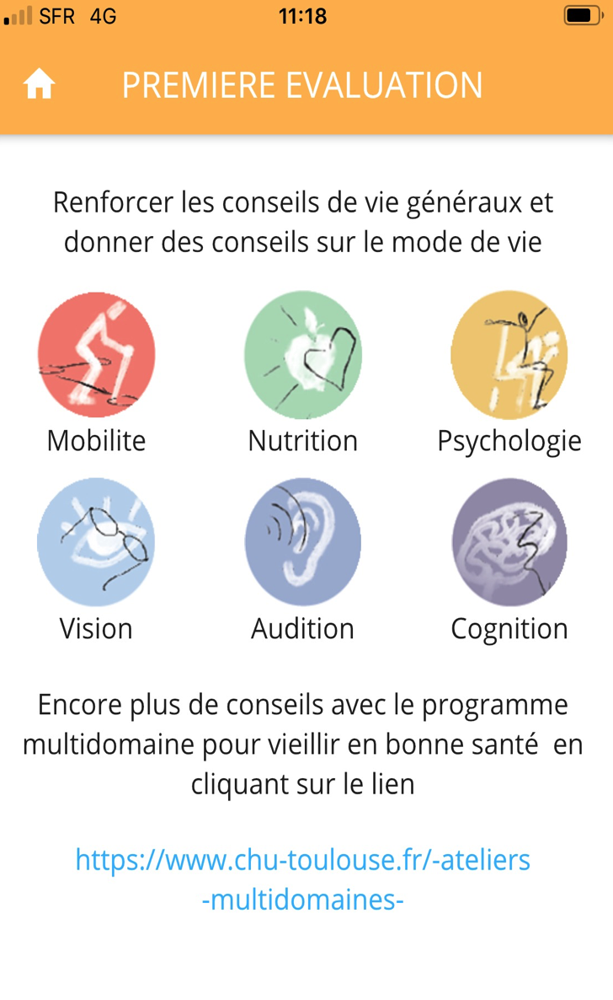 SFR 4G 11:18
PREMIERE EVALUATION
Renforcer les conseils de vie généraux et
donner des conseils sur le mode de vie
Mobilite Nutrition Psychologie
Vision Audition Cognition
Encore plus de conseils avec le programme
multidomaine pour vieillir en bonne santé  en
cliquant sur le lien
https://www.chu-toulouse.fr/-ateliers
-multidomaines-